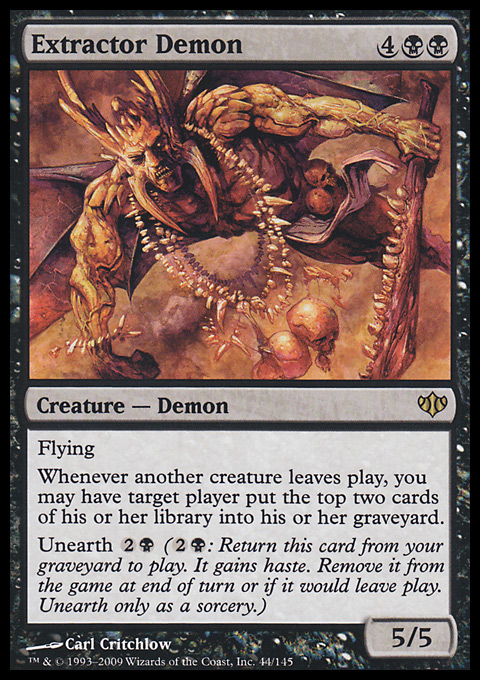 Extractor Demon 4
Creature — Demon
Flying
Whenever another creature leaves play, you
may have target player put the top two cards
of his or her library into his or her graveyard.
Unearth 2 (2: Return this card from your
graveyard to play. It gains haste. Remove it from
the game at end of turn or if it would leave play.
Unearth only as a sorcery.)
Carl Critchlow
5/5
™ & © 1993–2009 Wizards of the Coast, Inc. 44/145